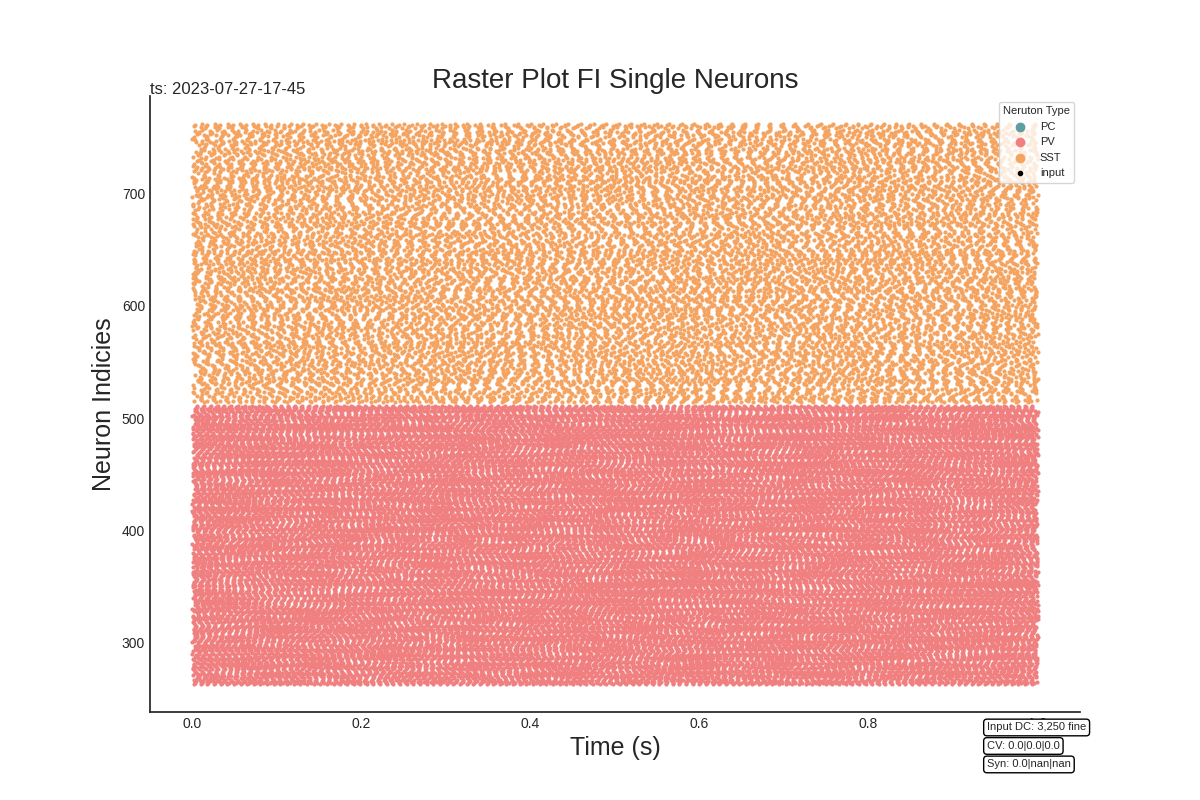 Raster Plot FI Single Neurons
ts: 2023-07-27-17-45
Neruton Type
PC
PV
SST
input
Neuron Indicies
700
600
500
400
300
0.0
0.2
0.4
0.6
0.8
Time (s)
Input DC: 3,250 fine
CV: 0.0|0.0|0.0
Syn: 0.0|nan|nan